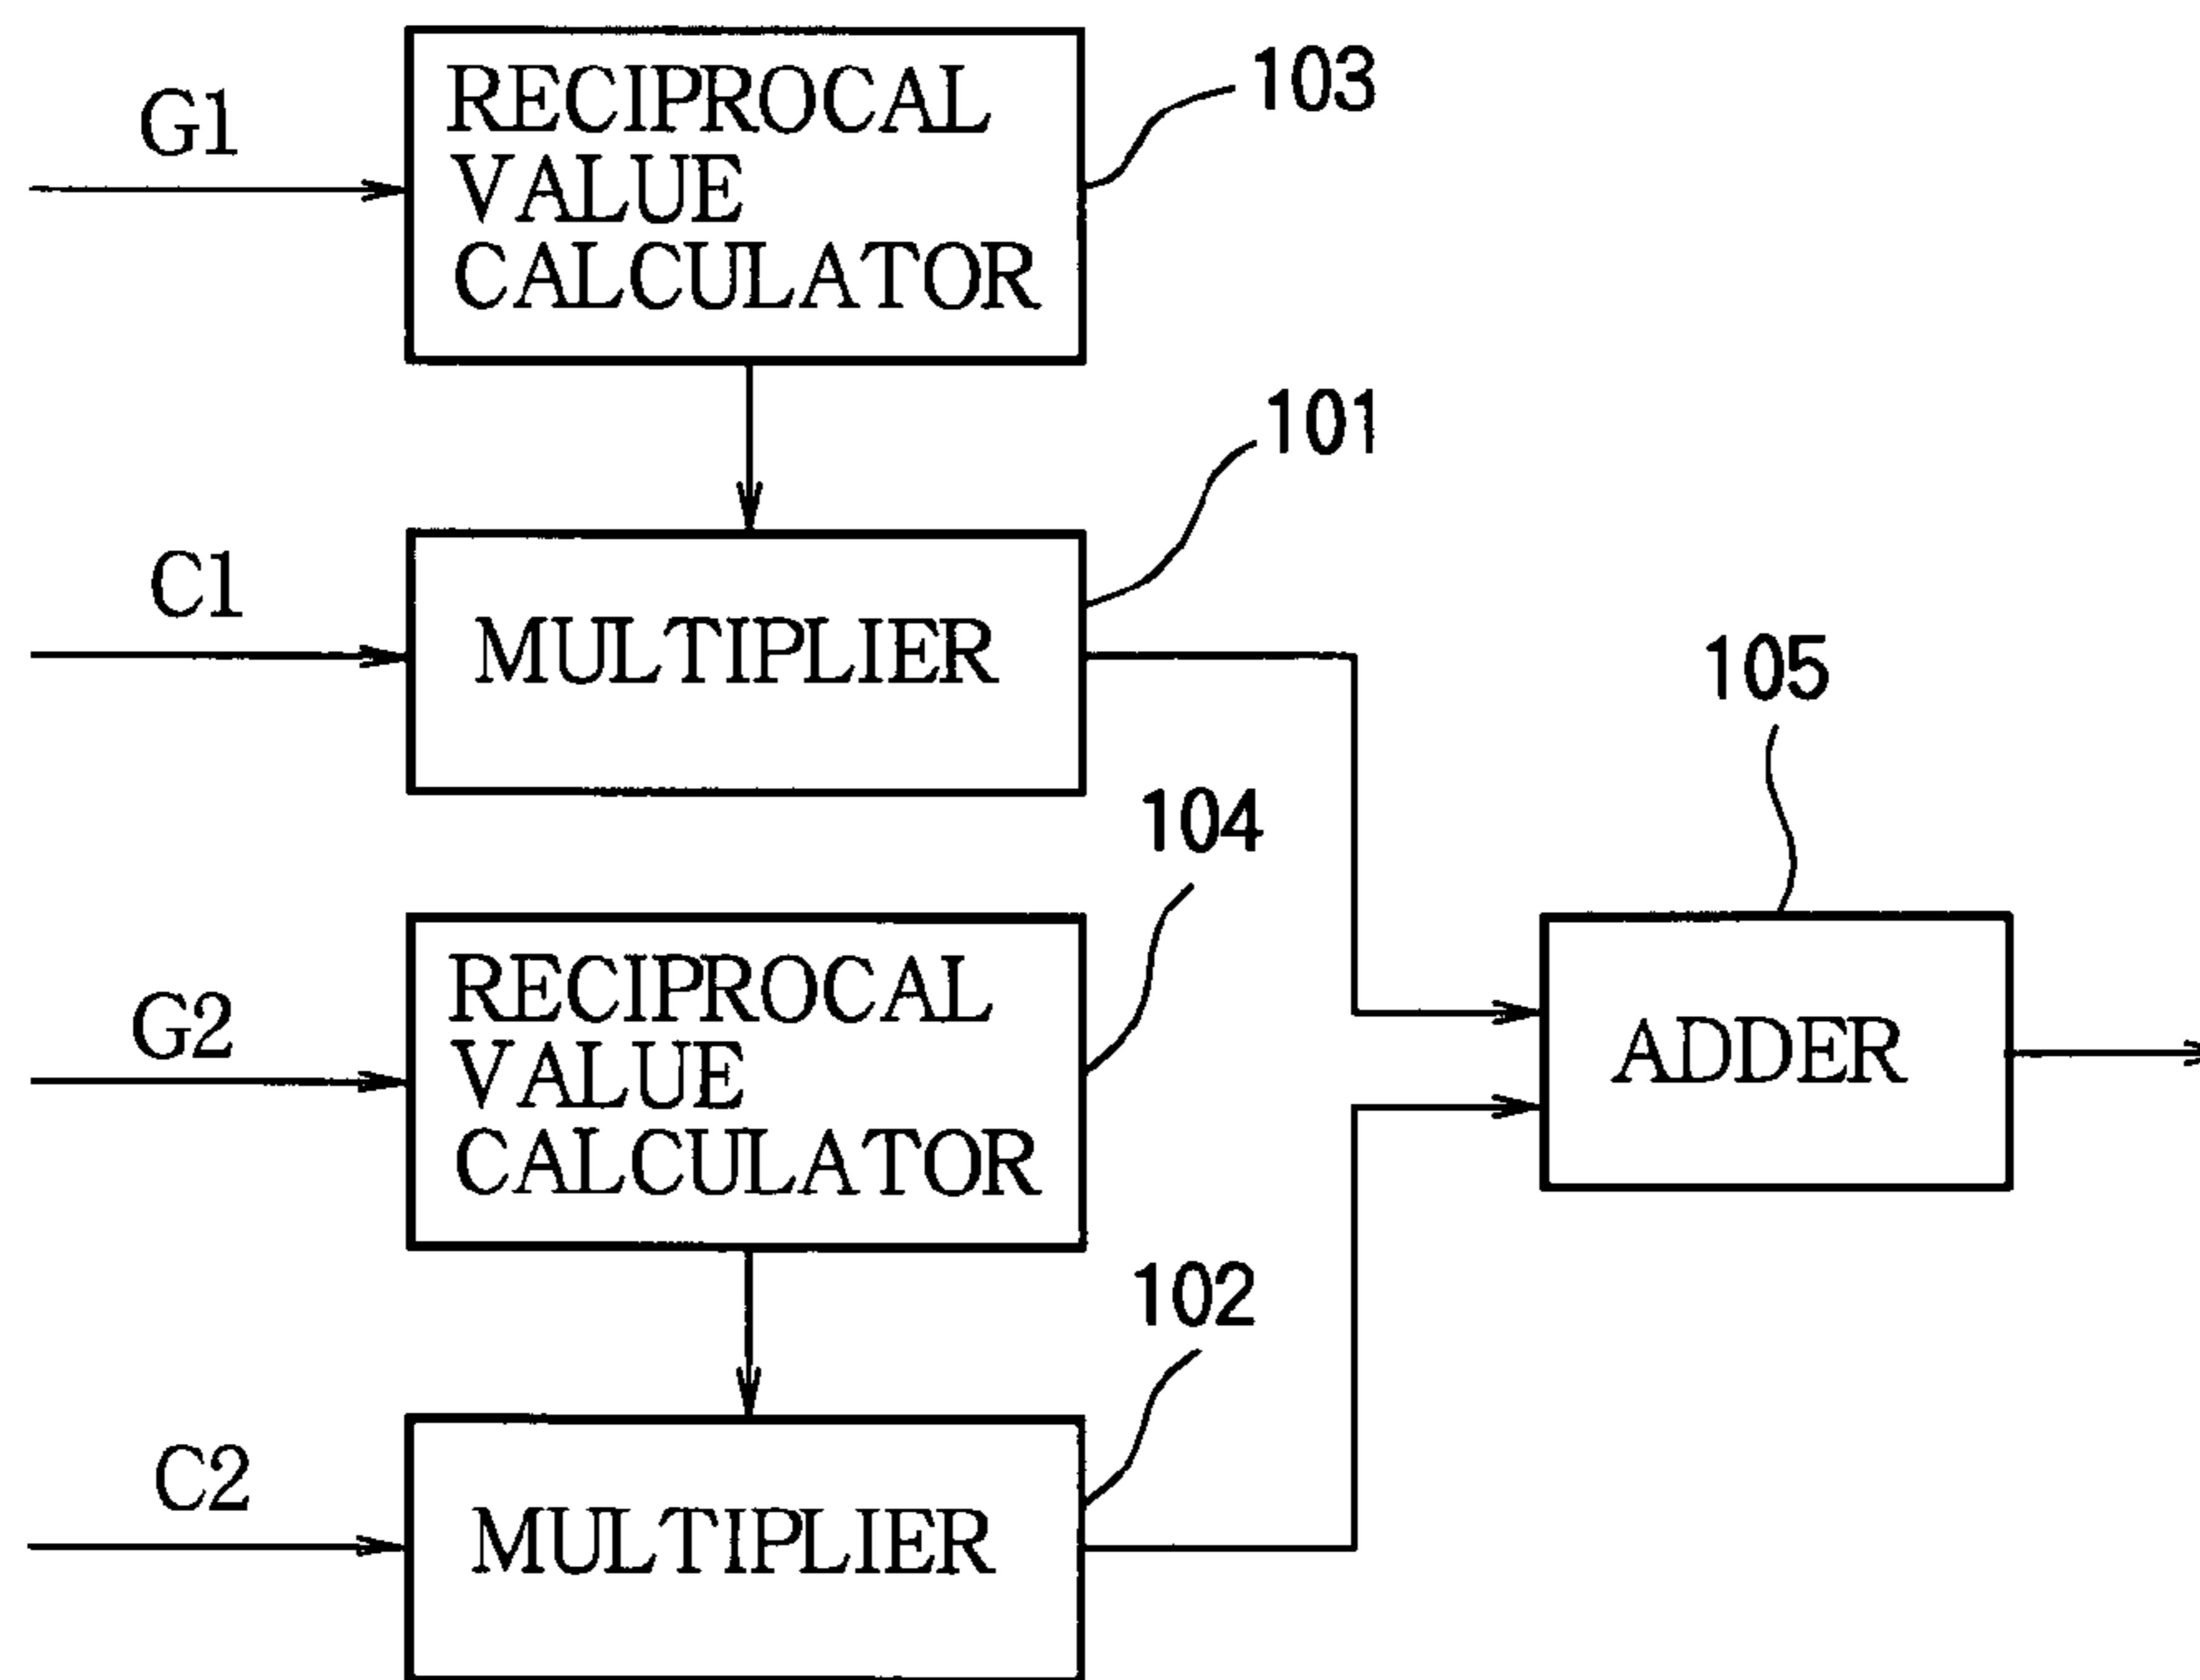 G1
RECIPROCAL
VALUE
CALCULATOR
103
C1
MULTIPLIER
101
G2
RECIPROCAL
VALUE
CALCULATOR
104
105
ADDER
C2
MULTIPLIER
102